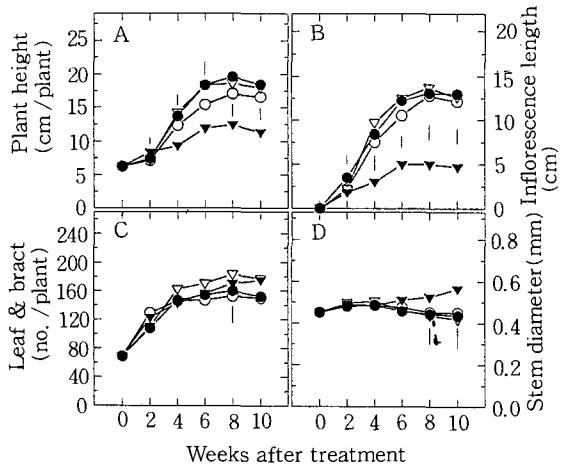 Plant height
(cm/plant)
30
25
20
15
10
5
0
A
B
20
15
10
5
0
Inflorescence length
(cm)
Leaf & bract
(no./plant)
240
200
160
120
80
40
0
C
D
0.8
0.6
0.4
0.2
0.0
Stem diameter(mm)
0 2 4 6 8 10
0 2 4 6 8 10
Weeks after treatment